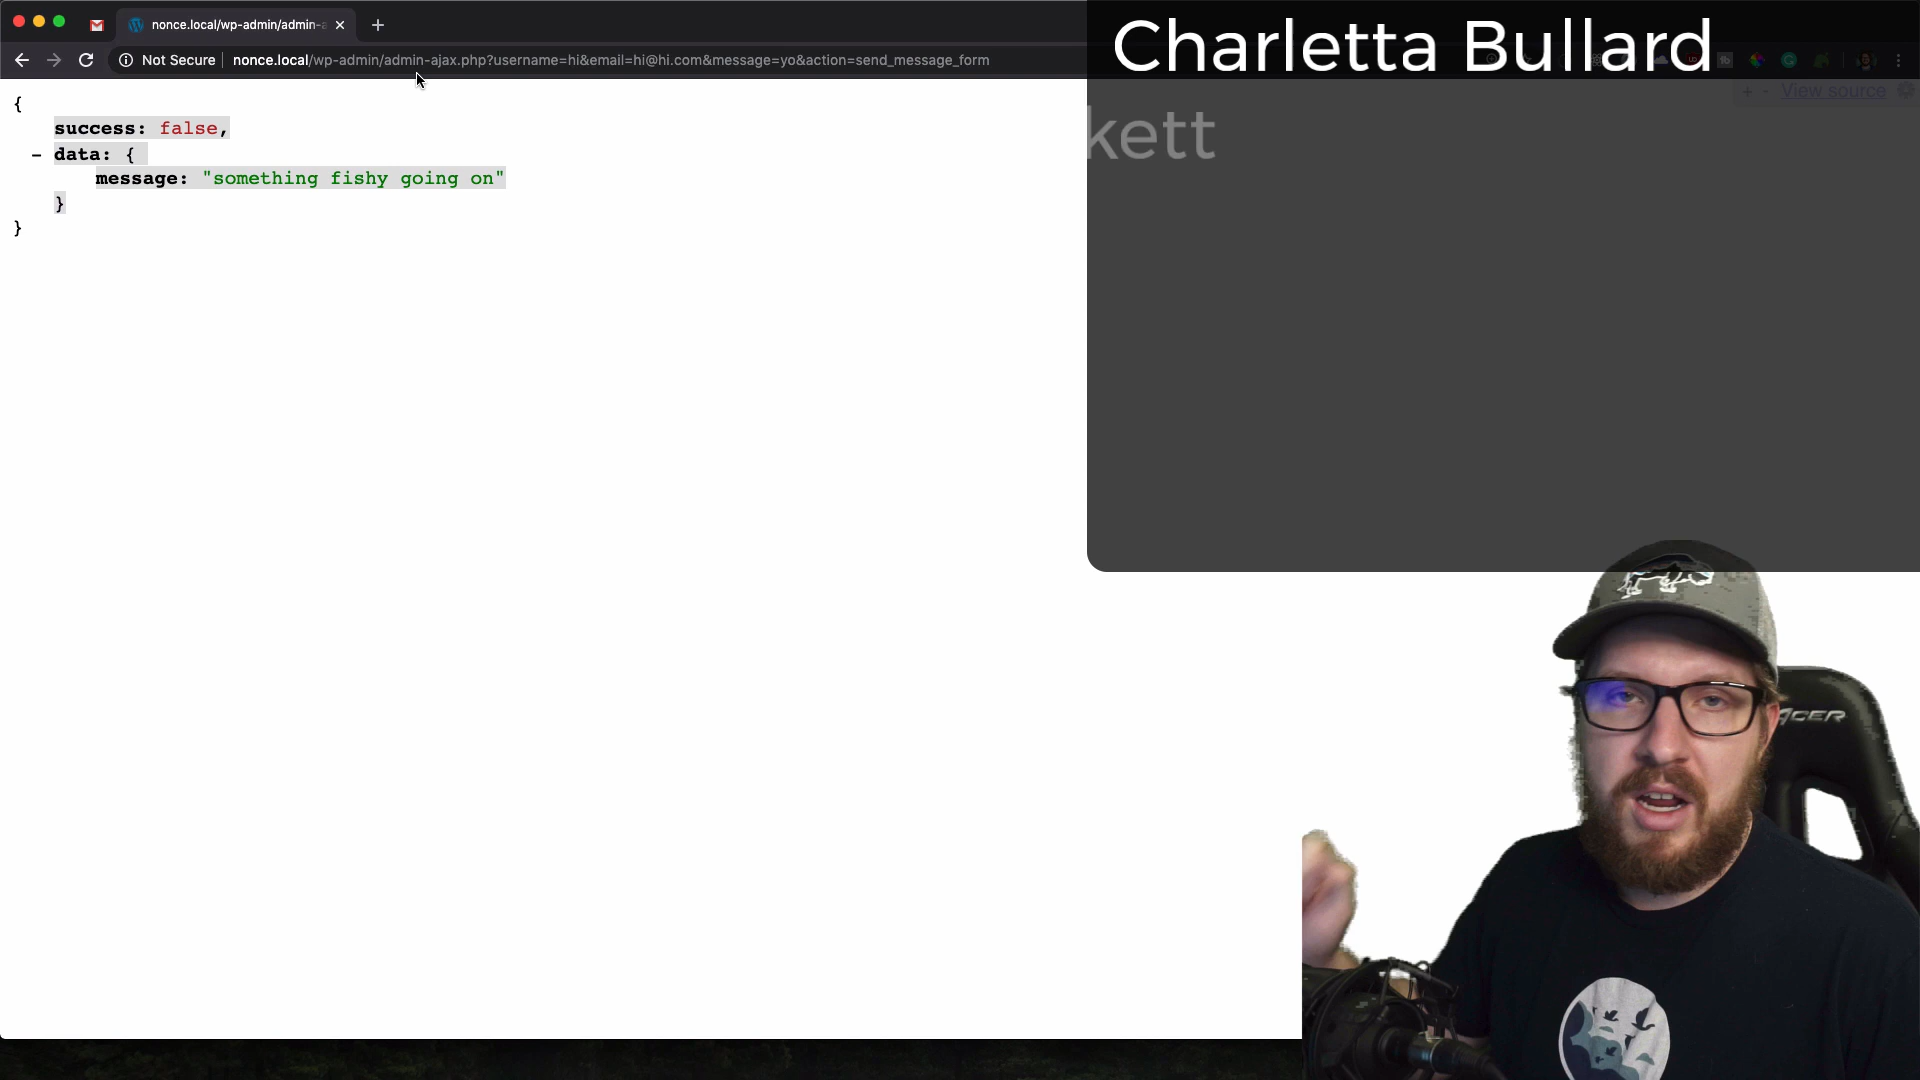 nonce.local/wp-admin/admin-a
Not Secure
nonce.local/wp-admin/admin-ajax.php?username=hi&email=hi@hi.com&message=yo&action=send_message_form
Charletta Bullard
+ - View source
kett
{
success: false,
- data: {
message: "something fishy going on"
}
}
ACER